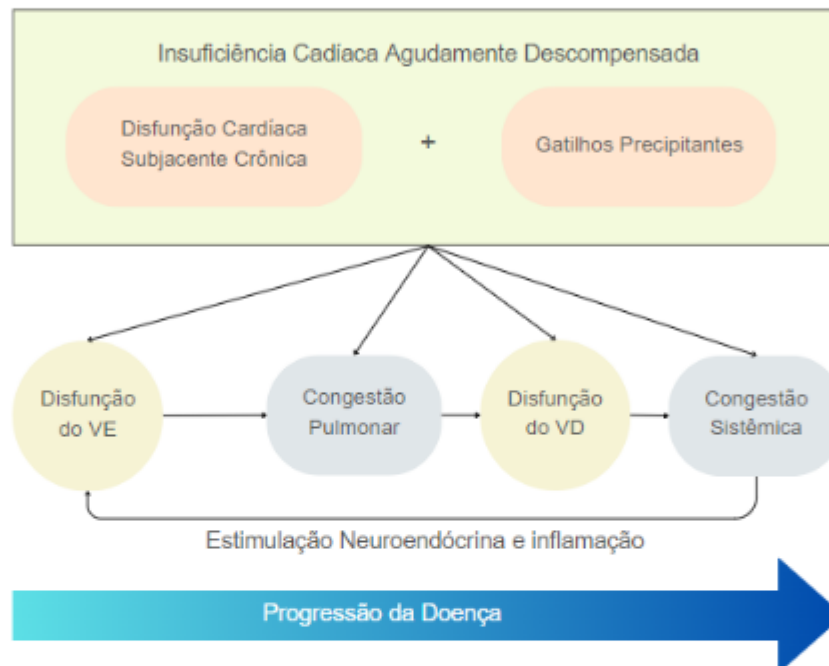 Insuficiência Cadíaca Agudamente Descompensada
Disfunção Cardíaca
Subjacente Crônica
+
Gatilhos Precipitantes
Disfunção
do VE
Congestão
Pulmonar
Disfunção
do VD
Congestão
Sistêmica
Estimulação Neuroendócrina e inflamação
Progressão da Doença